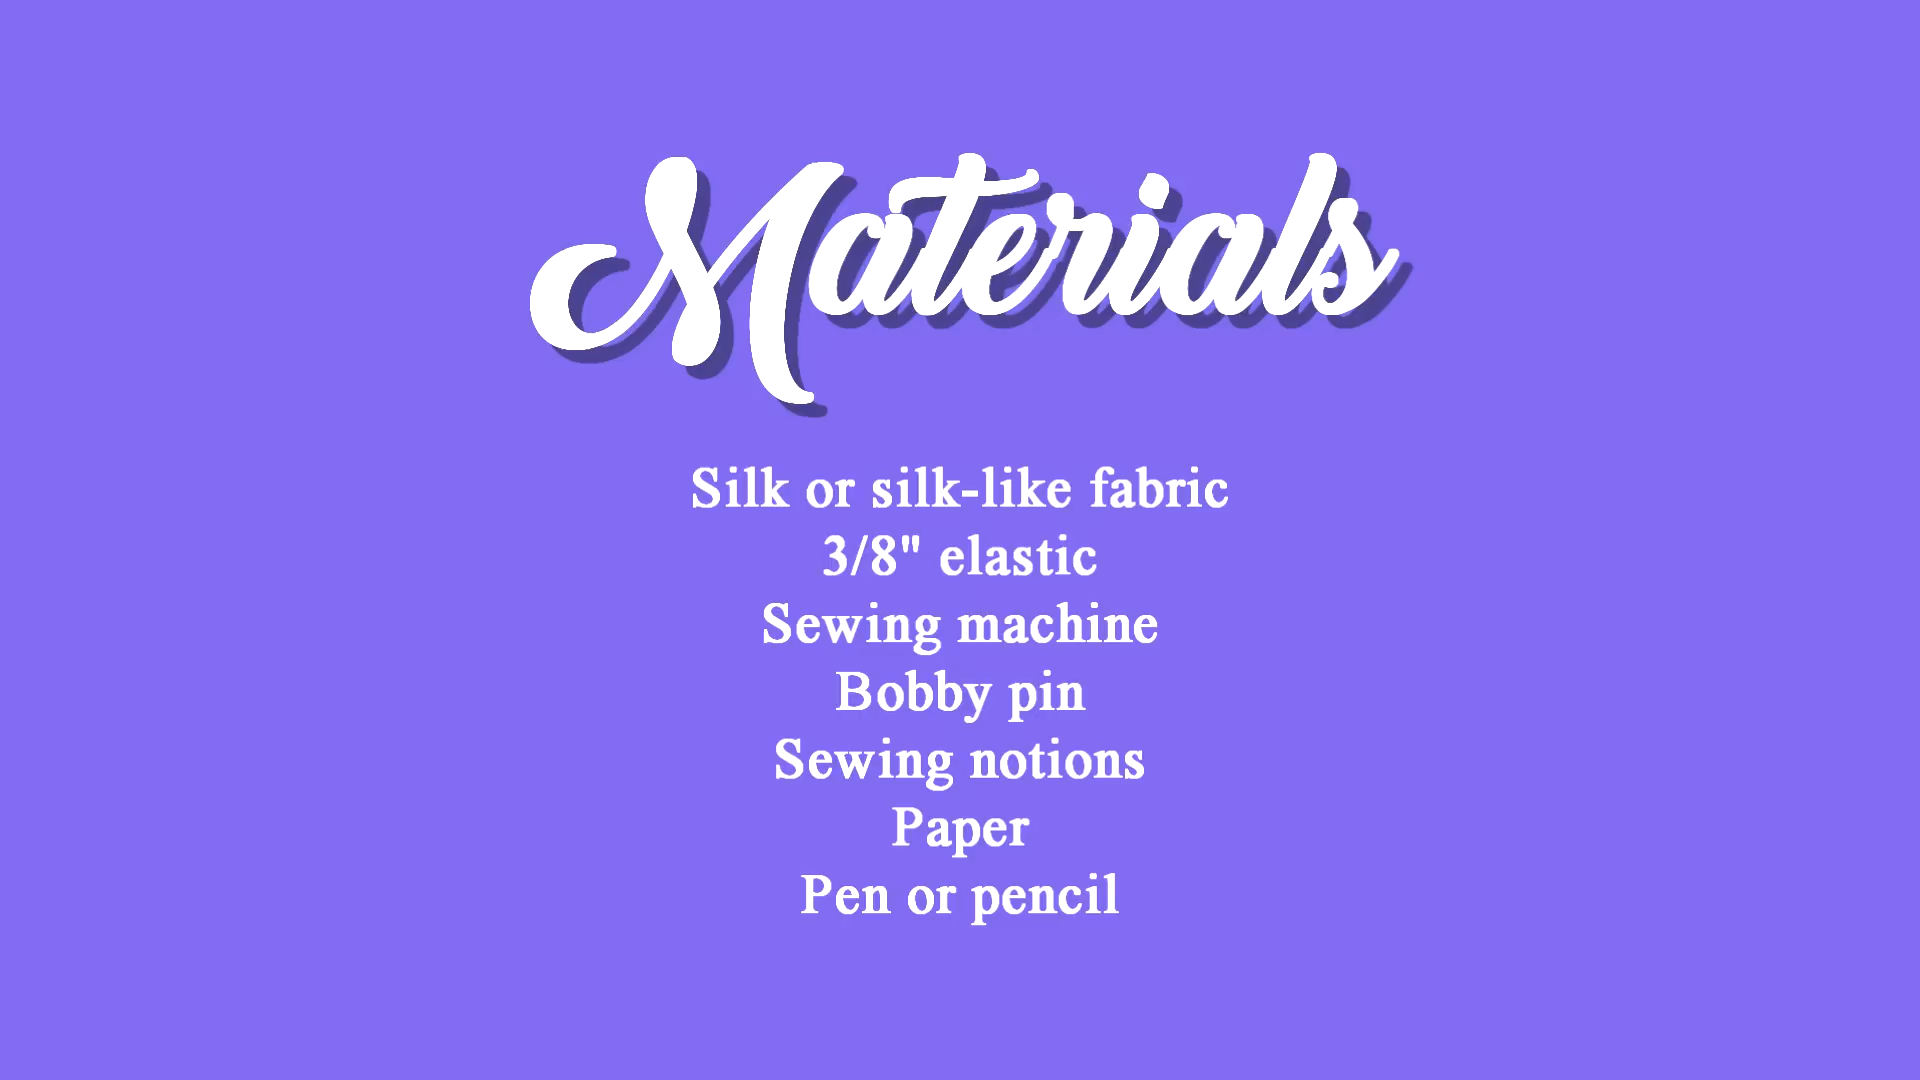 Materials
Silk or silk-like fabric
3/8" elastic
Sewing machine
Bobby pin
Sewing notions
Paper
Pen or pencil